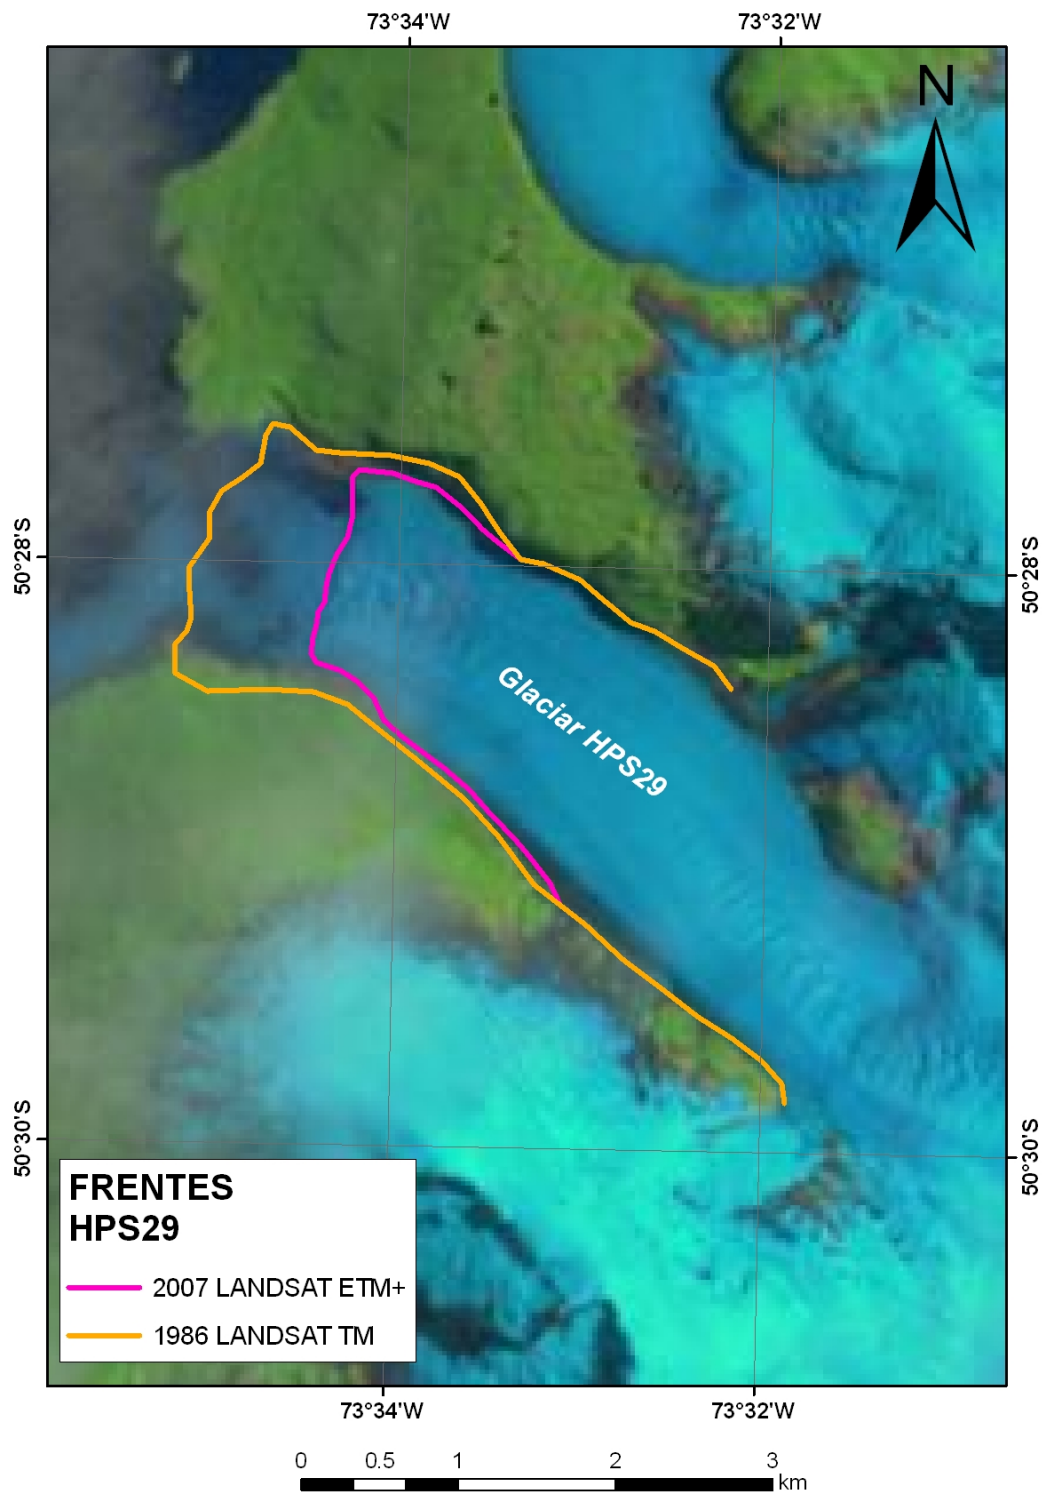 73°34'W
73°32'W
N
50°28'S
50°28'S
Glaciar HPS29
50°30'S
50°30'S
FRENTES
HPS29
2007 LANDSAT ETM+
1986 LANDSAT TM
73°34'W
73°32'W
0 0.5 1 2 3
km